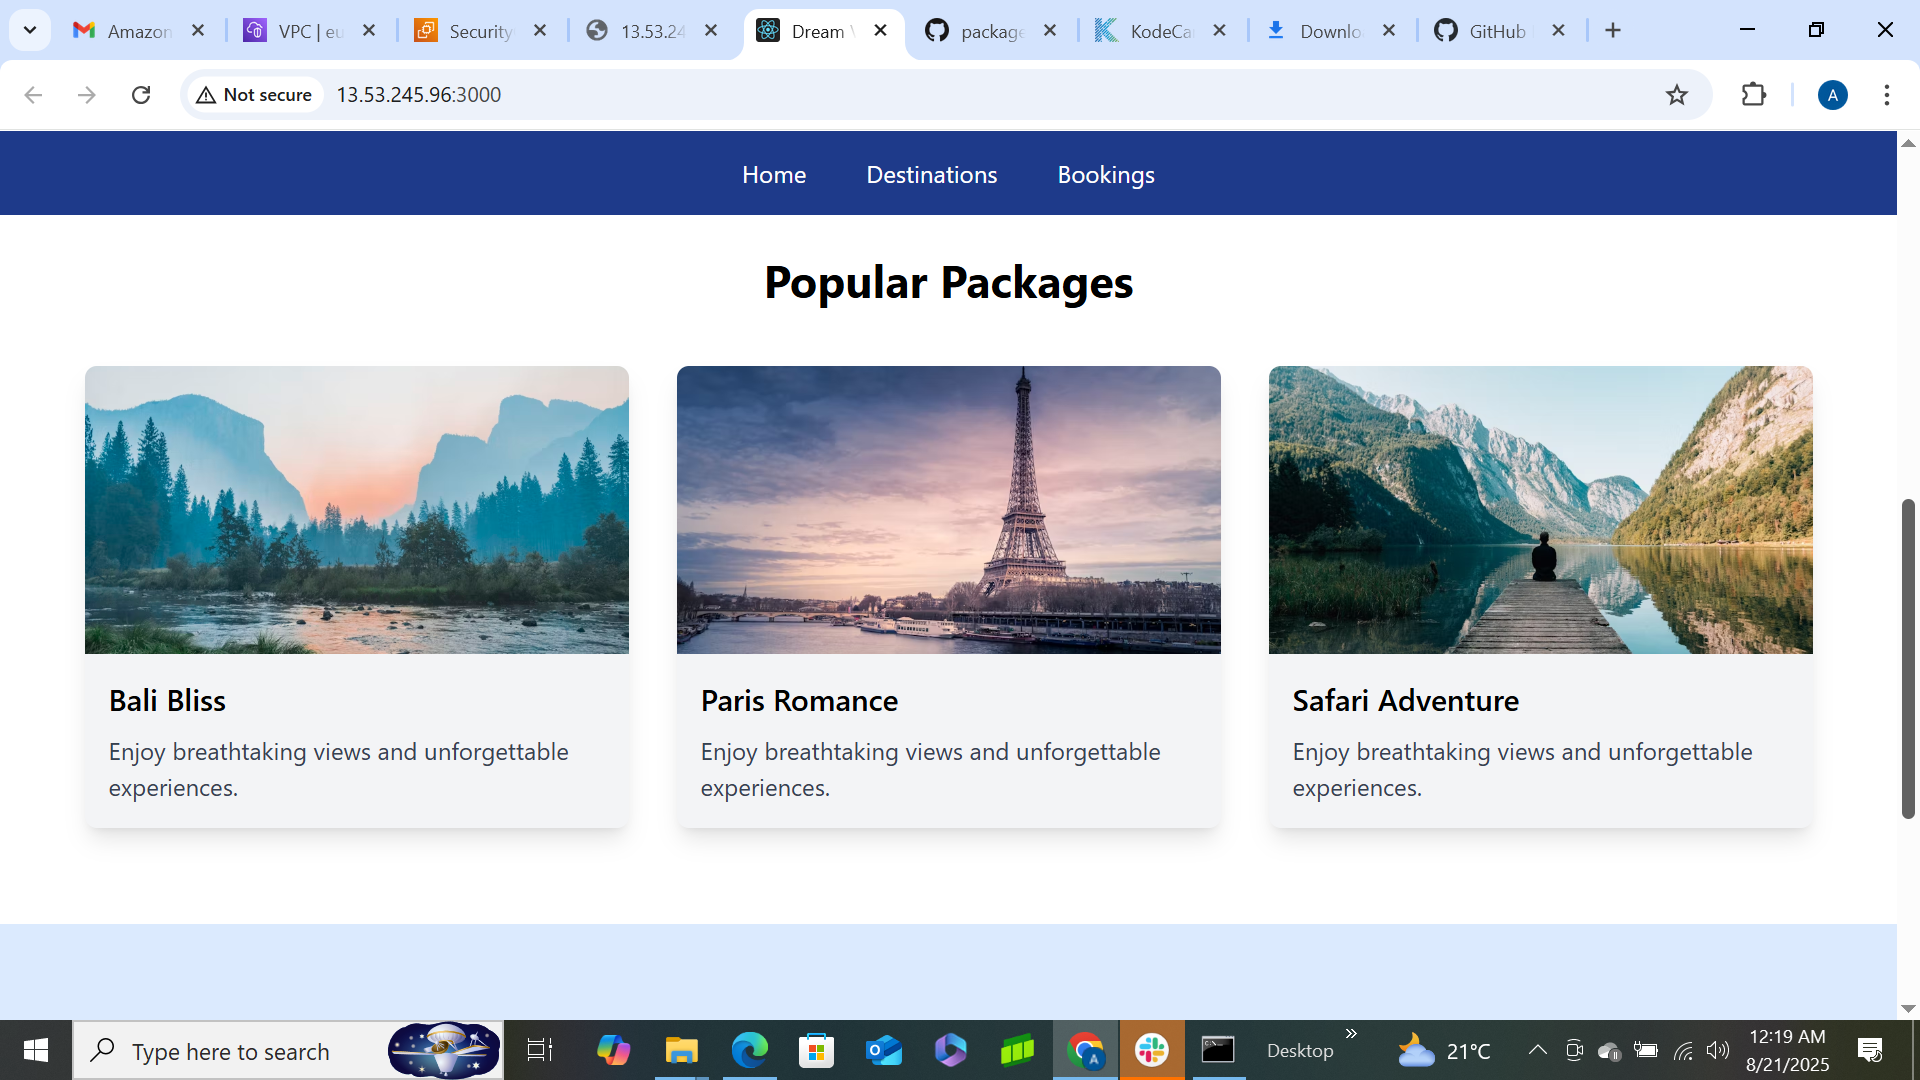 Amazon
VPC | eu
Security
13.53.24
Dream V
package
KodeCa
Downlo
GitHub
Not secure
13.53.245.96:3000
A
Home
Destinations
Bookings
Popular Packages
Bali Bliss
Enjoy breathtaking views and unforgettable
experiences.
Paris Romance
Enjoy breathtaking views and unforgettable
experiences.
Safari Adventure
Enjoy breathtaking views and unforgettable
experiences.
Type here to search
A
Desktop
21°C
12:19 AM
8/21/2025